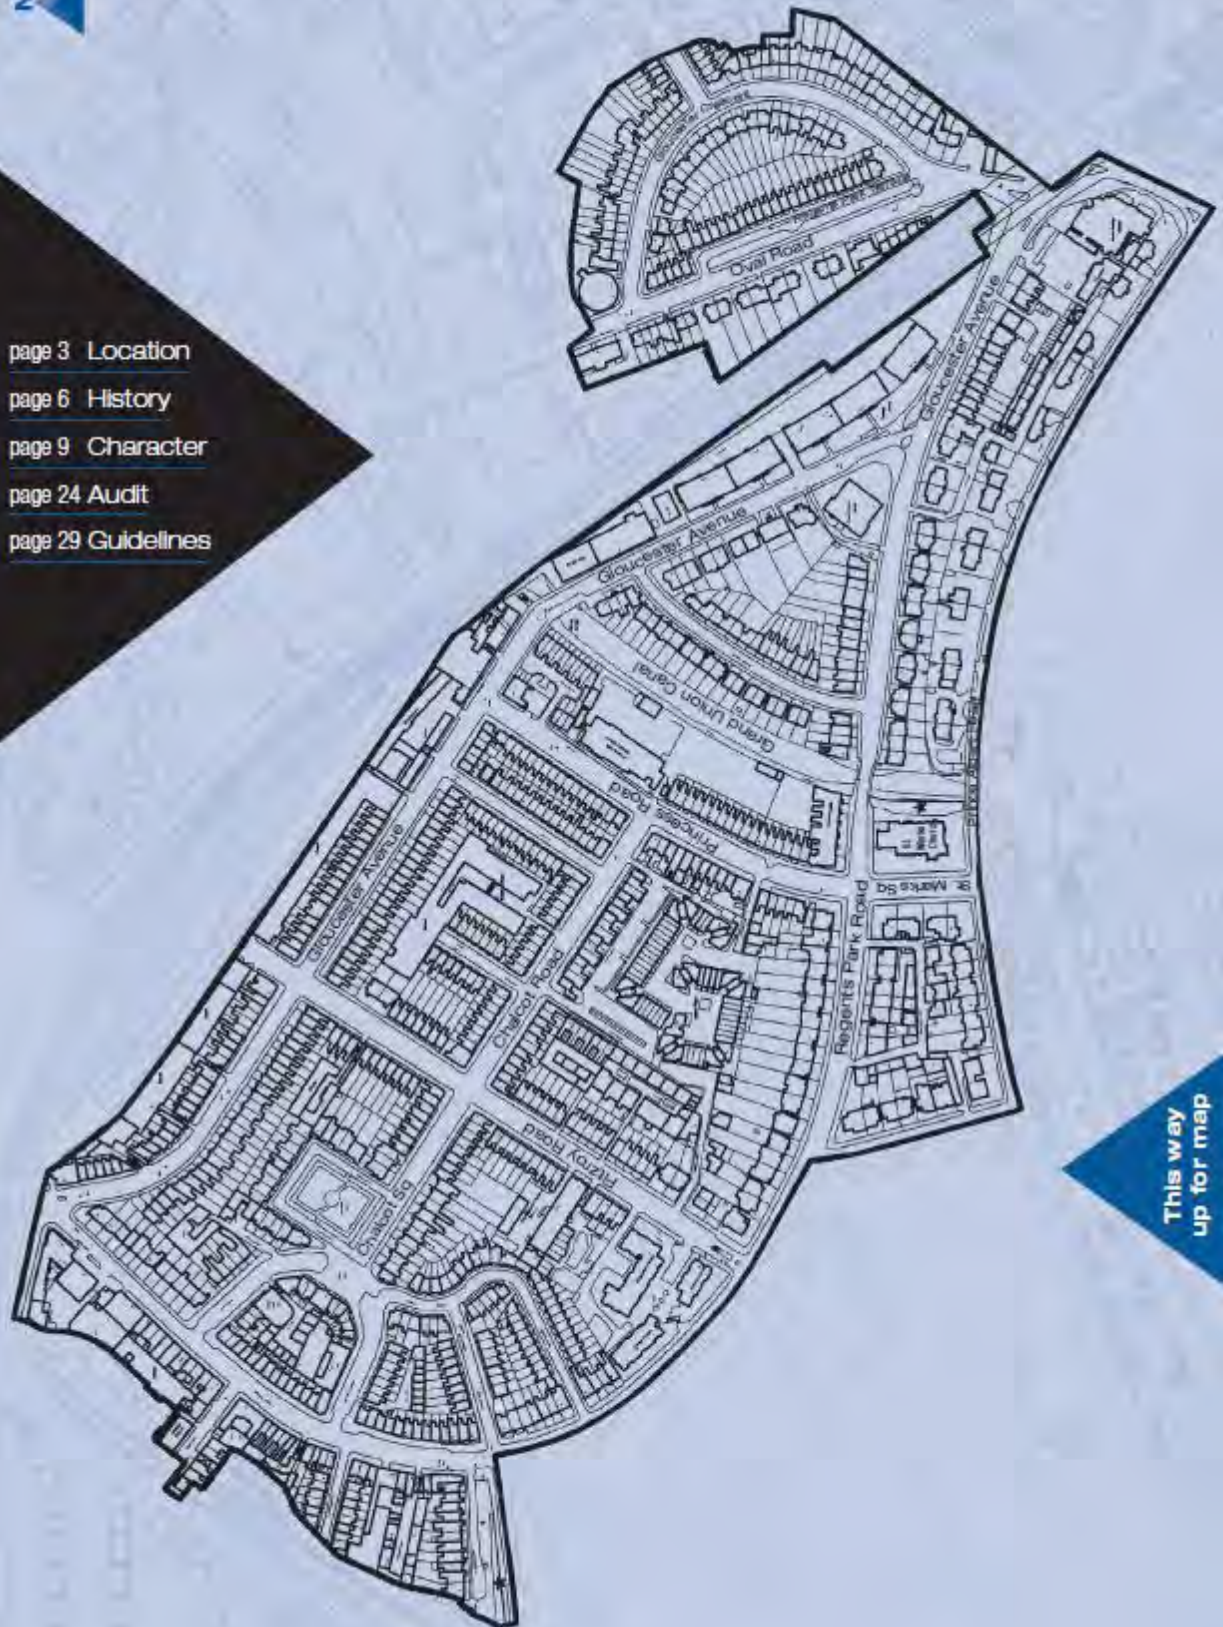 2
page 3 Location
page 6 History
page 9 Character
page 24 Audit
page 29 Guidelines
Oval Road
Gloucester Avenue
Gloucester Avenue
Grand Union Canal
Princess Road
Gloucester Avenue
St. Marks Sq
Regents Park Road
Chalcot Road
Fitzroy Road
Chalcot Sq
This way
up for map